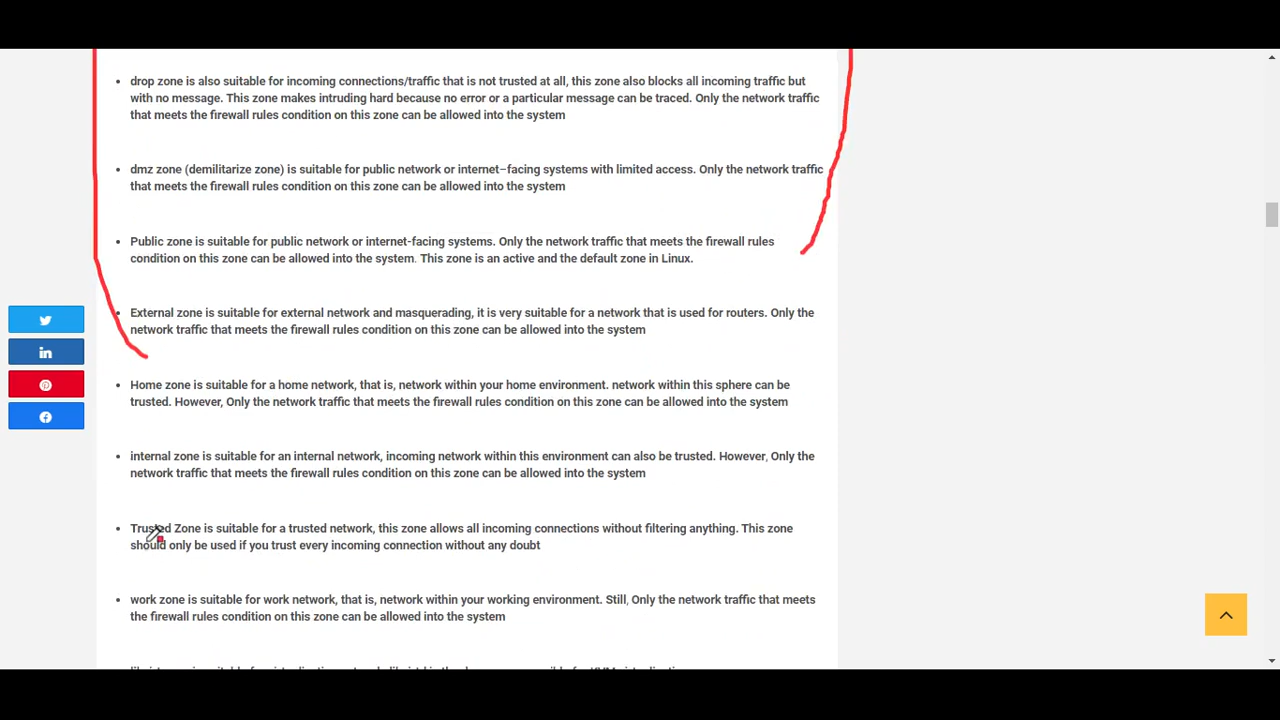 drop zone is also suitable for incoming connections/traffic that is not trusted at all, this zone also blocks all incoming traffic but
with no message. This zone makes intruding hard because no error or a particular message can be traced. Only the network traffic
that meets the firewall rules condition on this zone can be allowed into the system
dmz zone (demilitarize zone) is suitable for public network or internet–facing systems with limited access. Only the network traffic
that meets the firewall rules condition on this zone can be allowed into the system
Public zone is suitable for public network or internet-facing systems. Only the network traffic that meets the firewall rules
condition on this zone can be allowed into the system. This zone is an active and the default zone in Linux.
External zone is suitable for external network and masquerading, it is very suitable for a network that is used for routers. Only the
network traffic that meets the firewall rules condition on this zone can be allowed into the system
Home zone is suitable for a home network, that is, network within your home environment. network within this sphere can be
trusted. However, Only the network traffic that meets the firewall rules condition on this zone can be allowed into the system
internal zone is suitable for an internal network, incoming network within this environment can also be trusted. However, Only the
network traffic that meets the firewall rules condition on this zone can be allowed into the system
Trusted Zone is suitable for a trusted network, this zone allows all incoming connections without filtering anything. This zone
should only be used if you trust every incoming connection without any doubt
work zone is suitable for work network, that is, network within your working environment. Still, Only the network traffic that meets
the firewall rules condition on this zone can be allowed into the system